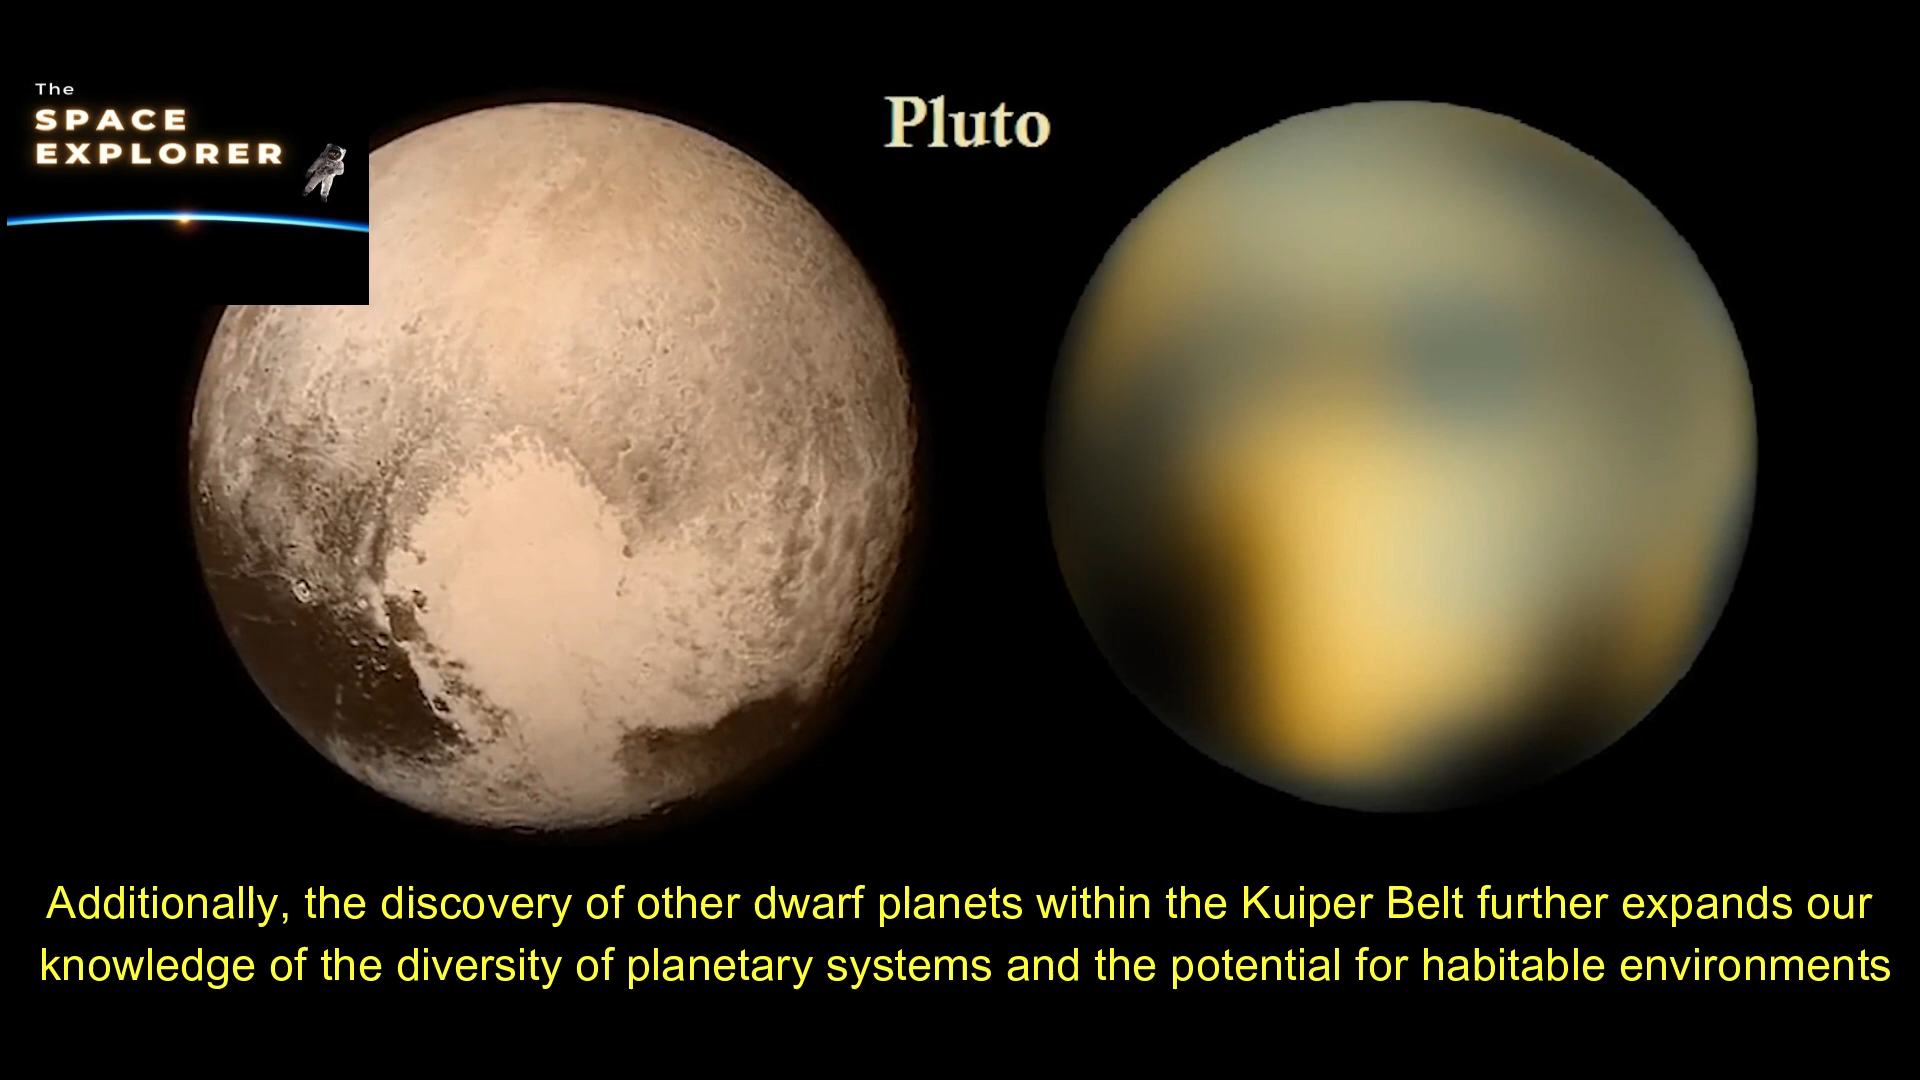 The
SPACE
EXPLORER
Pluto
Additionally, the discovery of other dwarf planets within the Kuiper Belt further expands our
knowledge of the diversity of planetary systems and the potential for habitable environments